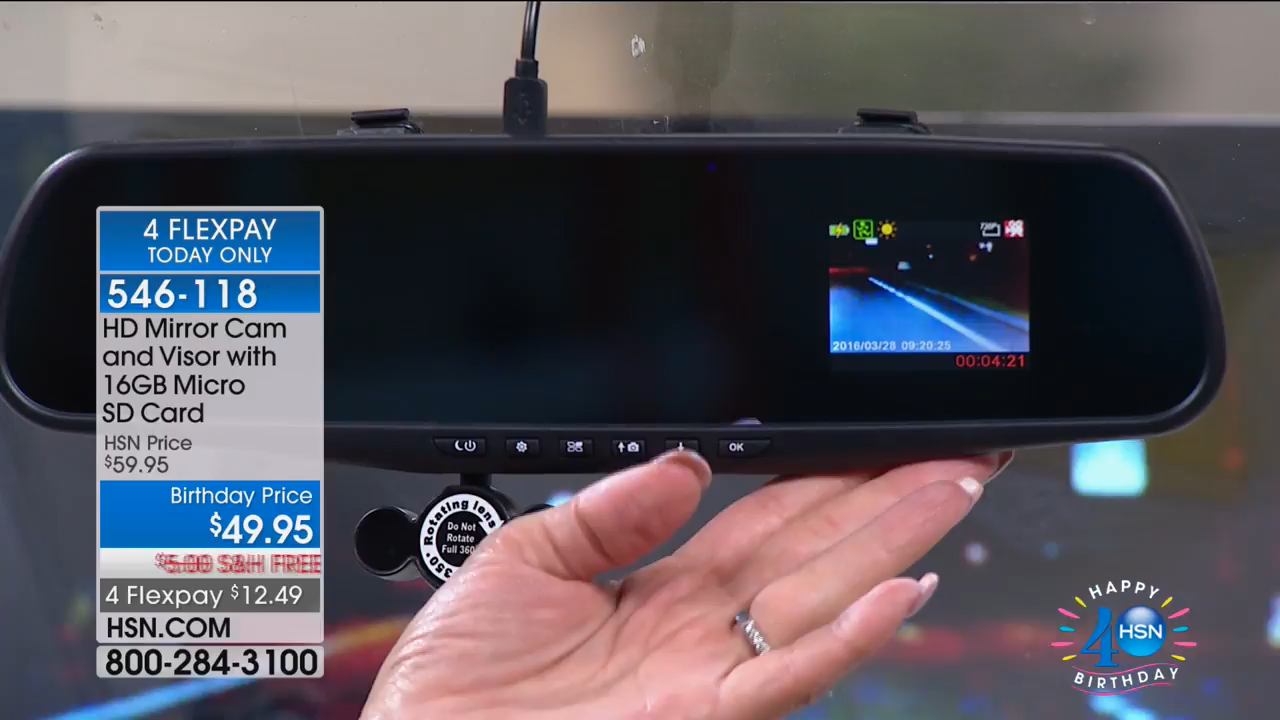 4 FLEXPAY
TODAY ONLY
546-118
HD Mirror Cam
and Visor with
16GB Micro
SD Card
HSN Price
$59.95
Birthday Price
$49.95
$5.00 S&H FREE
4 Flexpay $12.49
HSN.COM
800-284-3100
720P
2016/03/28 09:20:25
00:04:21
OK
Rotating lens
Do Not
Rotate
Full 360
HAPPY
40
HSN
BIRTHDAY